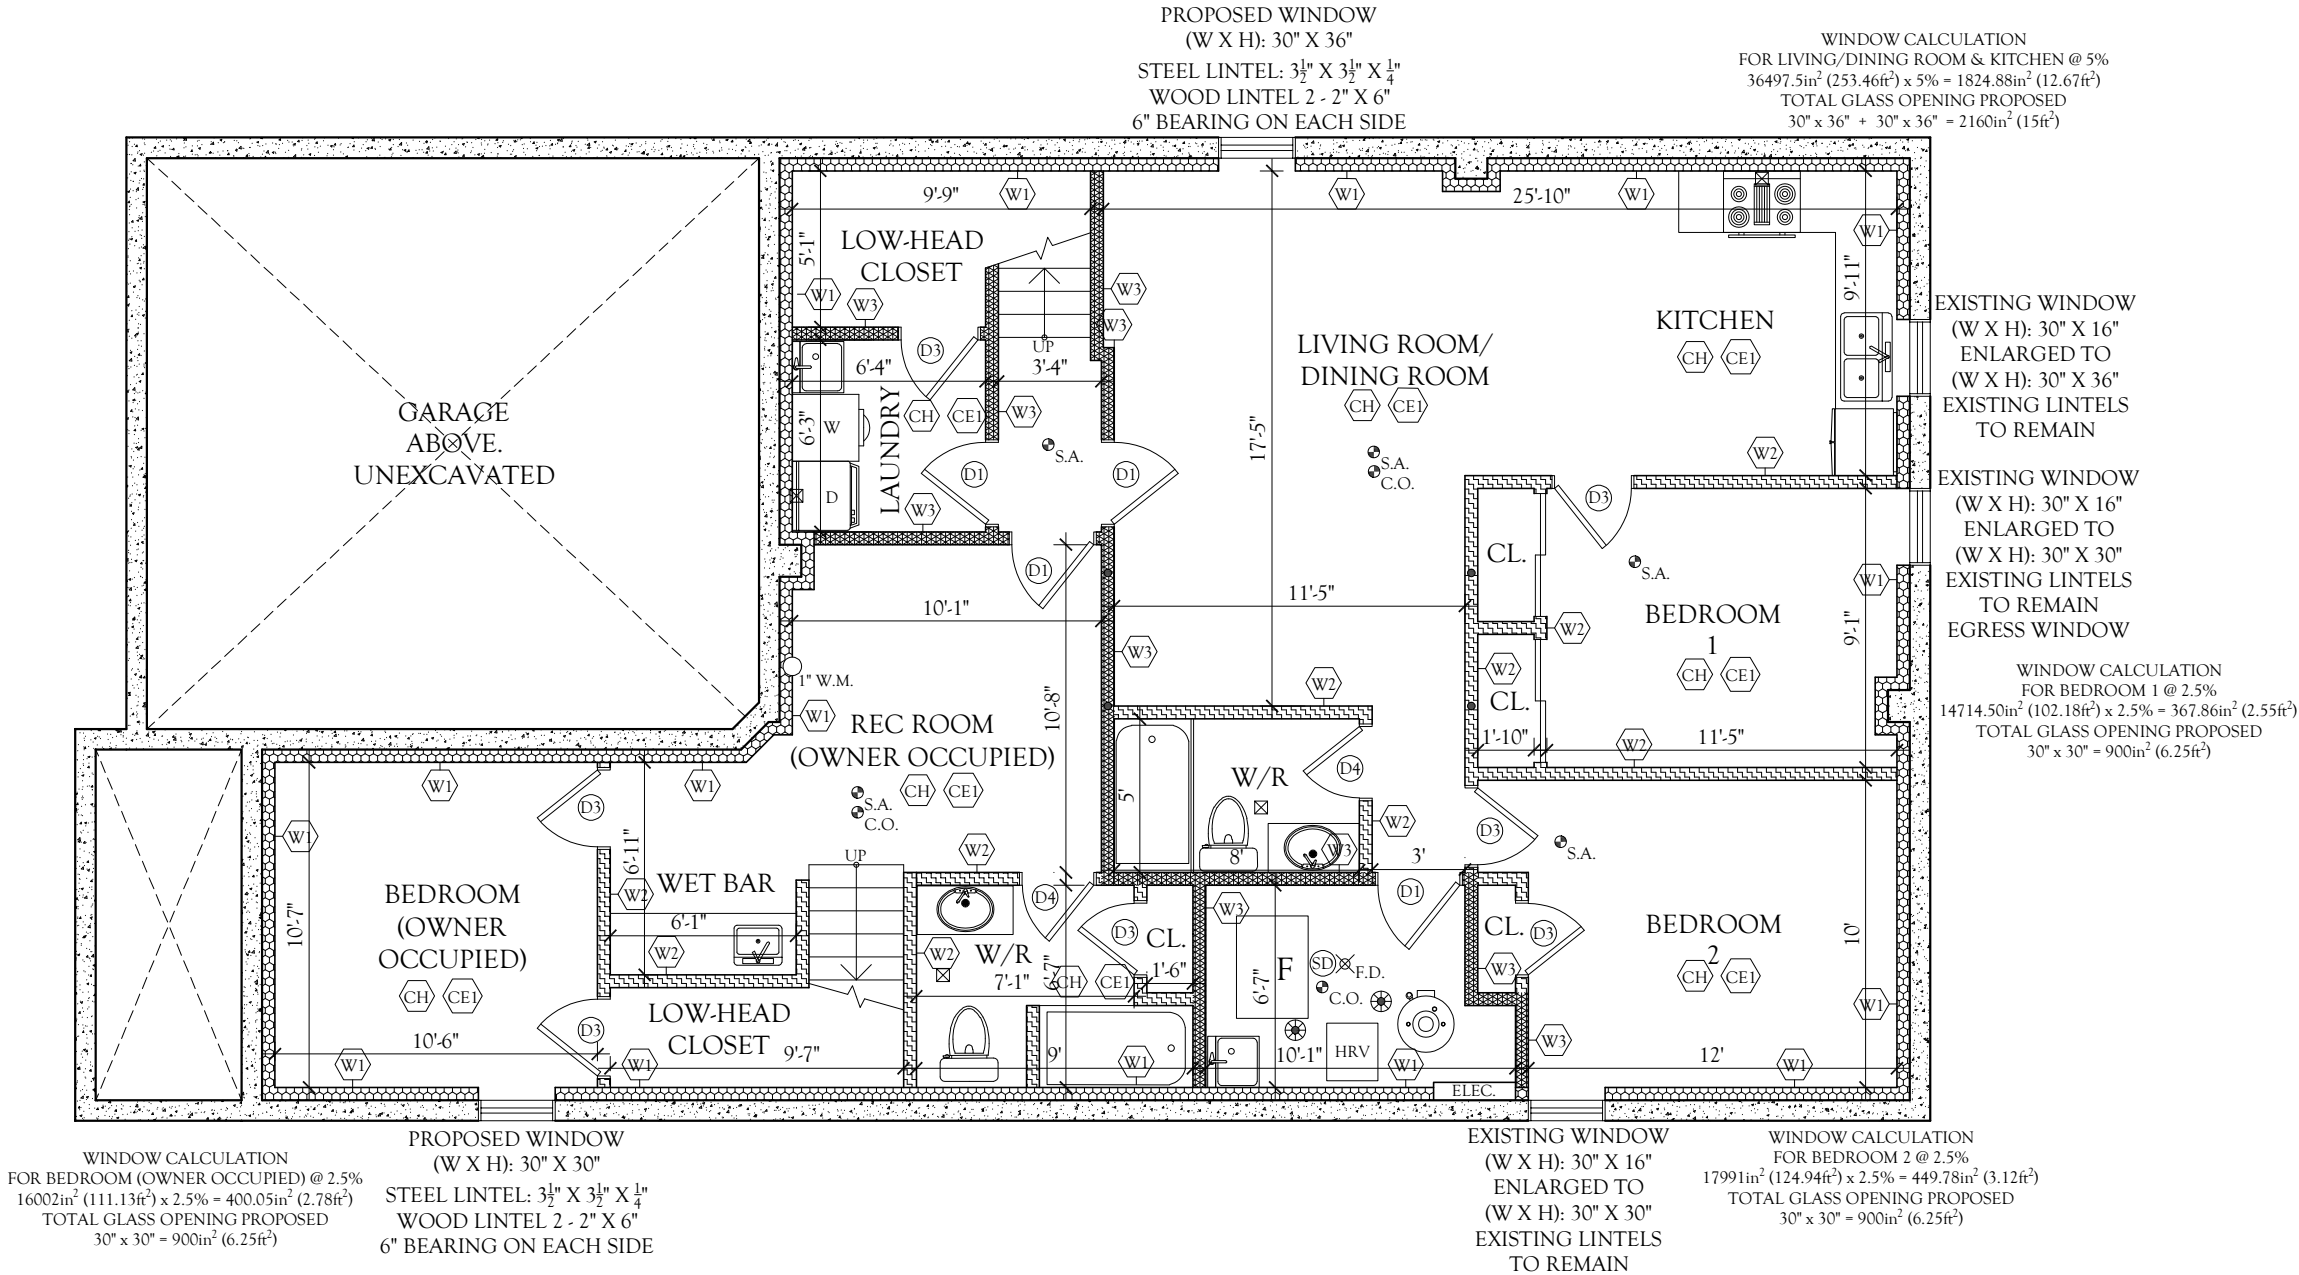 PROPOSED WINDOW
(W X H): 30" X 36"
STEEL LINTEL: 3½" X 3½" X ¼"
WOOD LINTEL 2 - 2" X 6"
6" BEARING ON EACH SIDE
WINDOW CALCULATION
FOR LIVING/DINING ROOM & KITCHEN @ 5%
36497.5in² (253.46ft²) x 5% = 1824.88in² (12.67ft²)
TOTAL GLASS OPENING PROPOSED
30" x 36" + 30" x 36" = 2160in² (15ft²)
9'-9"
W1
W1
25'-10"
W1
W1
5'-1"
LOW-HEAD
CLOSET
W1
W3
W3
W3
9'-11"
EXISTING WINDOW
(W X H): 30" X 16"
ENLARGED TO
(W X H): 30" X 36"
EXISTING LINTELS
TO REMAIN
KITCHEN
CH
CE1
LIVING ROOM/
DINING ROOM
CH
CE1
UP
D3
6'-4"
3'-4"
6'-3"
W
D
LAUNDRY
CH
CE1
W3
S.A.
D1
D1
W3
D1
17'-5"
S.A.
C.O.
W2
GARAGE
ABOVE.
UNEXCAVATED
EXISTING WINDOW
(W X H): 30" X 16"
ENLARGED TO
(W X H): 30" X 30"
EXISTING LINTELS
TO REMAIN
EGRESS WINDOW
D3
CL.
S.A.
W1
BEDROOM
1
CH
CE1
9'-1"
W2
W2
CL.
1'-10"
W2
11'-5"
11'-5"
10'-1"
W3
W2
WINDOW CALCULATION
FOR BEDROOM 1 @ 2.5%
14714.50in² (102.18ft²) x 2.5% = 367.86in² (2.55ft²)
TOTAL GLASS OPENING PROPOSED
30" x 30" = 900in² (6.25ft²)
1" W.M.
W1
10'-8"
REC ROOM
(OWNER OCCUPIED)
CH
CE1
S.A.
C.O.
W1
W1
W1
D3
6'-11"
W2
WET BAR
6'-1"
W2
UP
W2
D4
5'
W/R
D4
8'
W3
W2
3'
D3
S.A.
BEDROOM
(OWNER
OCCUPIED)
CH
CE1
10'-7"
10'-6"
W1
D3
LOW-HEAD
CLOSET
9'-7"
W1
W2
W/R
7'-1"
6'-7"
CH
CE1
D3
CL.
1'-6"
9'
W1
W3
D1
F
6'-7"
SD
F.D.
C.O.
HRV
10'-1"
W1
ELEC.
CL.
D3
W3
W3
BEDROOM
2
CH
CE1
10'
W1
12'
W1
WINDOW CALCULATION
FOR BEDROOM (OWNER OCCUPIED) @ 2.5%
16002in² (111.13ft²) x 2.5% = 400.05in² (2.78ft²)
TOTAL GLASS OPENING PROPOSED
30" x 30" = 900in² (6.25ft²)
PROPOSED WINDOW
(W X H): 30" X 30"
STEEL LINTEL: 3½" X 3½" X ¼"
WOOD LINTEL 2 - 2" X 6"
6" BEARING ON EACH SIDE
EXISTING WINDOW
(W X H): 30" X 16"
ENLARGED TO
(W X H): 30" X 30"
EXISTING LINTELS
TO REMAIN
WINDOW CALCULATION
FOR BEDROOM 2 @ 2.5%
17991in² (124.94ft²) x 2.5% = 449.78in² (3.12ft²)
TOTAL GLASS OPENING PROPOSED
30" x 30" = 900in² (6.25ft²)